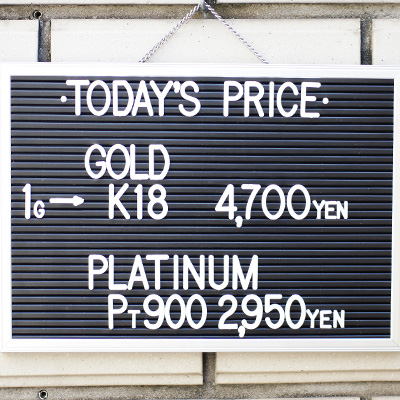 ·TODAY'S PRICE·
GOLD
1G→ K18 4,700YEN
PLATINUM
PT900 2,950YEN